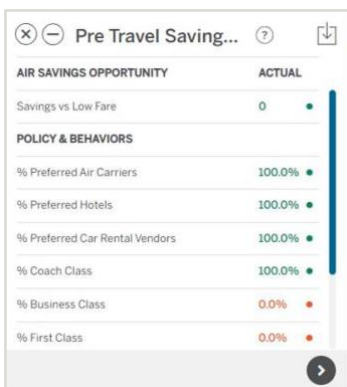 Pre Travel Saving... ?
AIR SAVINGS OPPORTUNITY ACTUAL
Savings vs Low Fare 0
POLICY & BEHAVIORS
% Preferred Air Carriers 100.0%
% Preferred Hotels 100.0%
% Preferred Car Rental Vendors 100.0%
% Coach Class 100.0%
% Business Class 0.0%
% First Class 0.0%